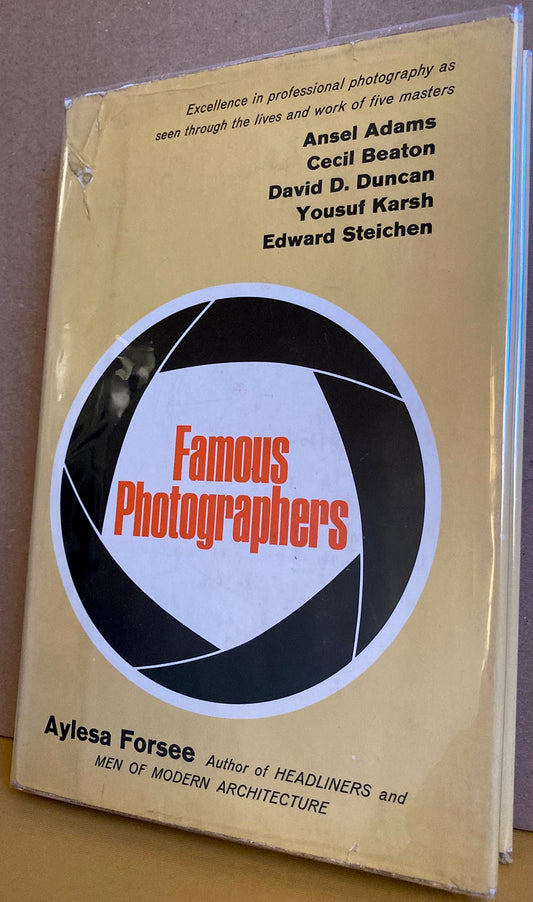 Excellence in professional photography as
seen through the lives and work of five masters
Ansel Adams
Cecil Beaton
David D. Duncan
Yousuf Karsh
Edward Steichen
Famous
Photographers
Aylesa Forsee Author of HEADLINERS and
MEN OF MODERN ARCHITECTURE